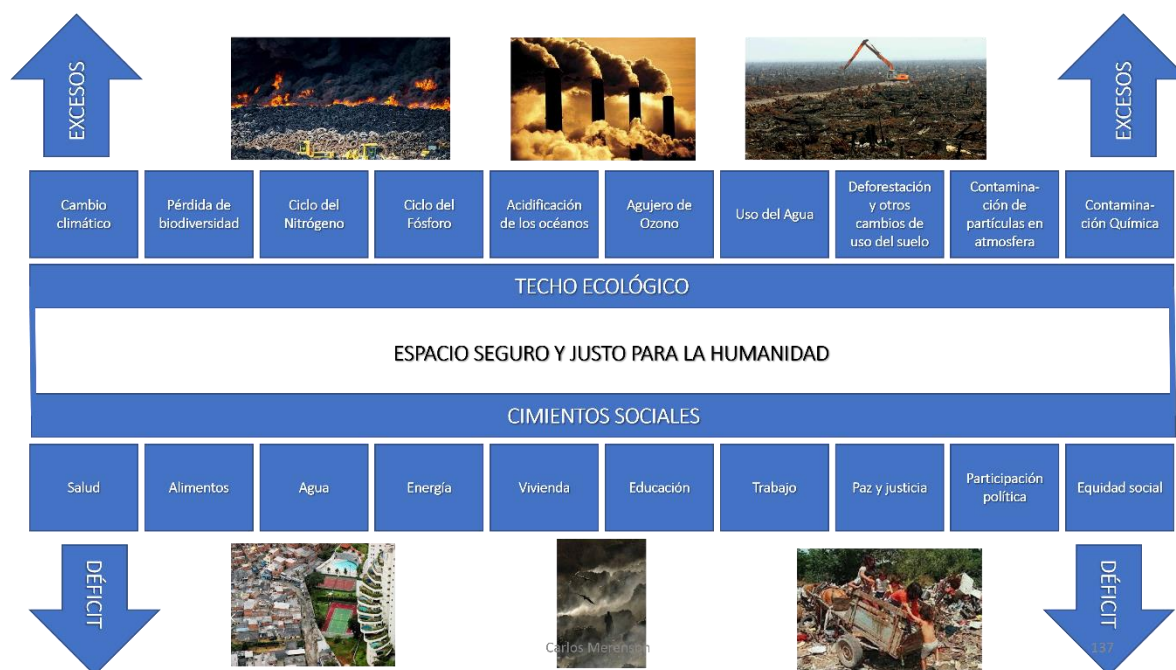 EXCESOS
EXCESOS
Cambio
climático
Pérdida de
biodiversidad
Ciclo del
Nitrógeno
Ciclo del
Fósforo
Acidificación
de los océanos
Agujero de
Ozono
Uso del Agua
Deforestación
y otros
cambios de
uso del suelo
Contamina-
ción de
partículas en
atmosfera
Contamina-
ción Química
TECHO ECOLÓGICO
ESPACIO SEGURO Y JUSTO PARA LA HUMANIDAD
CIMIENTOS SOCIALES
Salud
Alimentos
Agua
Energía
Vivienda
Educación
Trabajo
Paz y justicia
Participación
política
Equidad social
DÉFICIT
DÉFICIT
Carlos Merenson
137